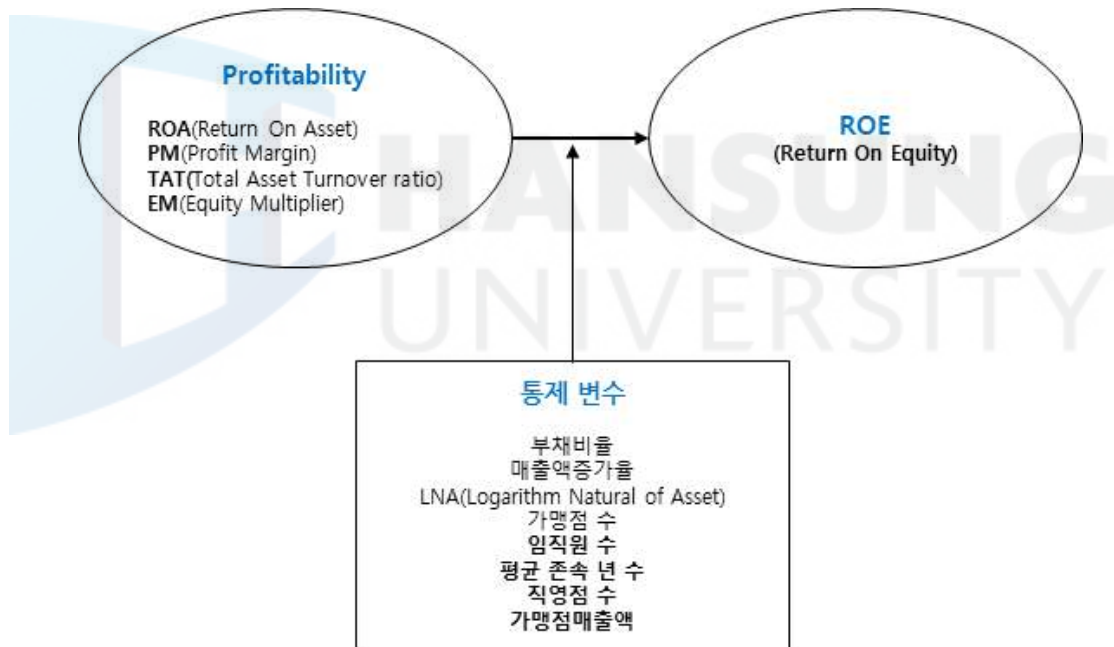 Profitability
ROA(Return On Asset)
PM(Profit Margin)
TAT(Total Asset Turnover ratio)
EM(Equity Multiplier)
ROE
(Return On Equity)
HANSUNG
UNIVERSITY
통제 변수
부채비율
매출액증가율
LNA(Logarithm Natural of Asset)
가맹점 수
임직원 수
평균 존속 년 수
직영점 수
가맹점매출액